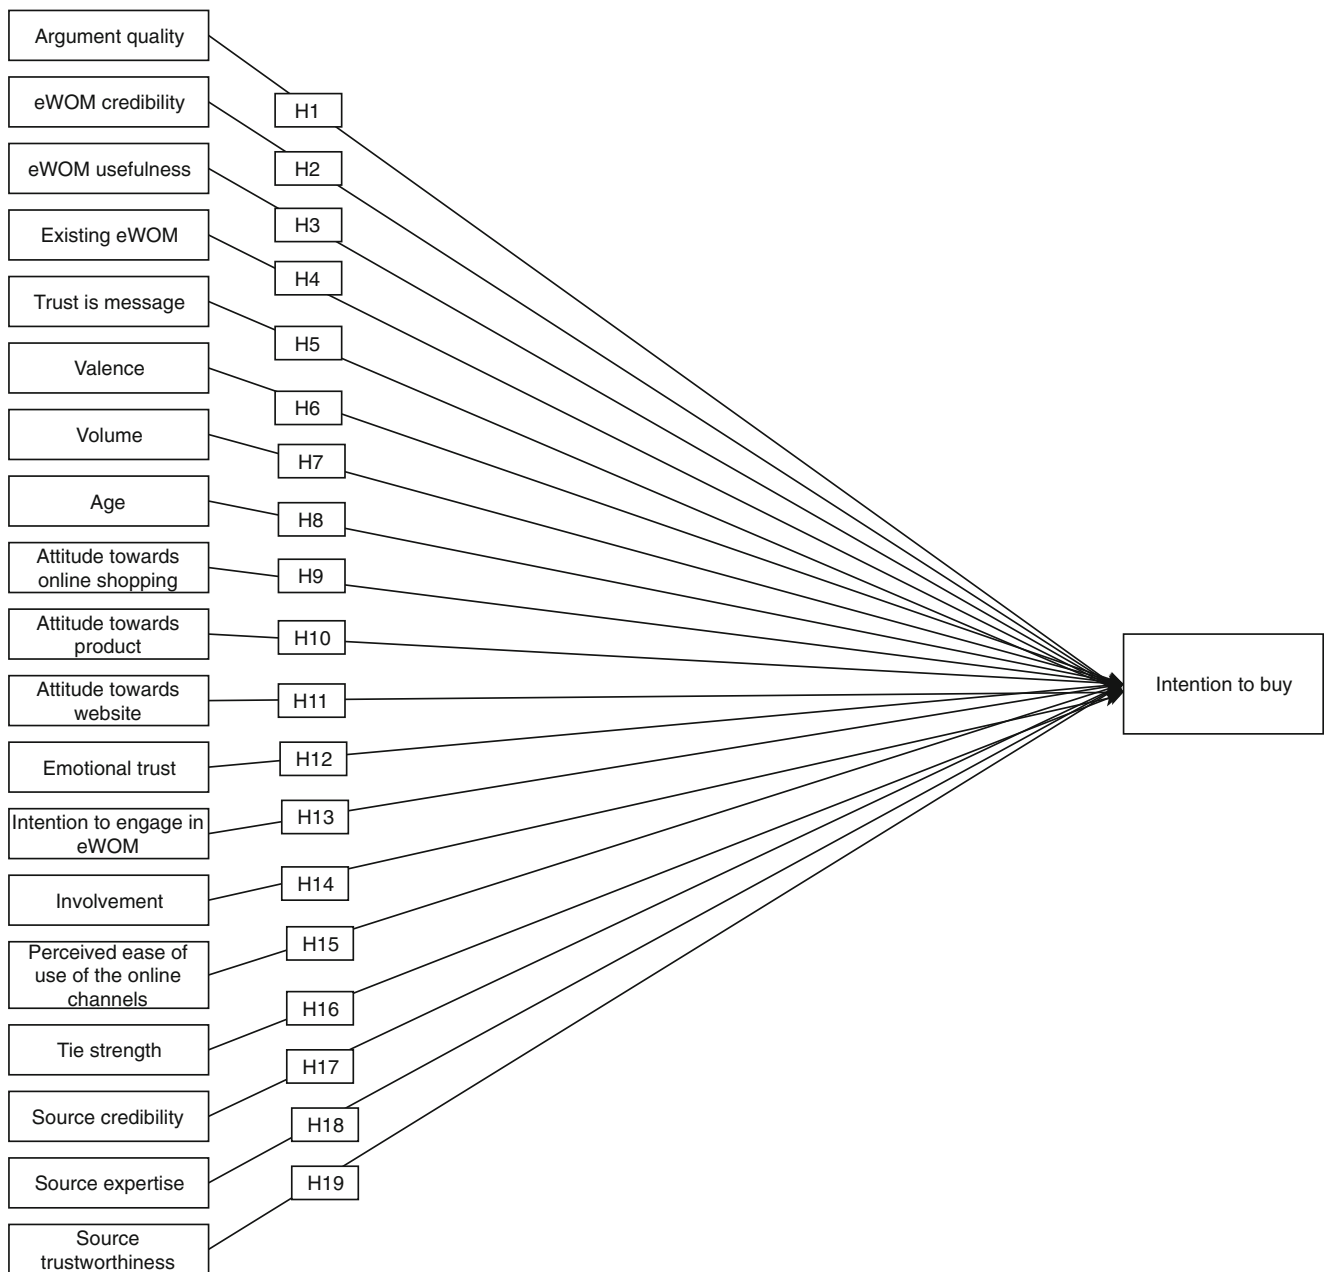 Argument quality
eWOM credibility
eWOM usefulness
Existing eWOM
Trust is message
Valence
Volume
Age
Attitude towards
online shopping
Attitude towards
product
Attitude towards
website
Emotional trust
Intention to engage in
eWOM
Involvement
Perceived ease of
use of the online
channels
Tie strength
Source credibility
Source expertise
Source
trustworthiness
H1
H2
H3
H4
H5
H6
H7
H8
H9
H10
H11
H12
H13
H14
H15
H16
H17
H18
H19
Intention to buy